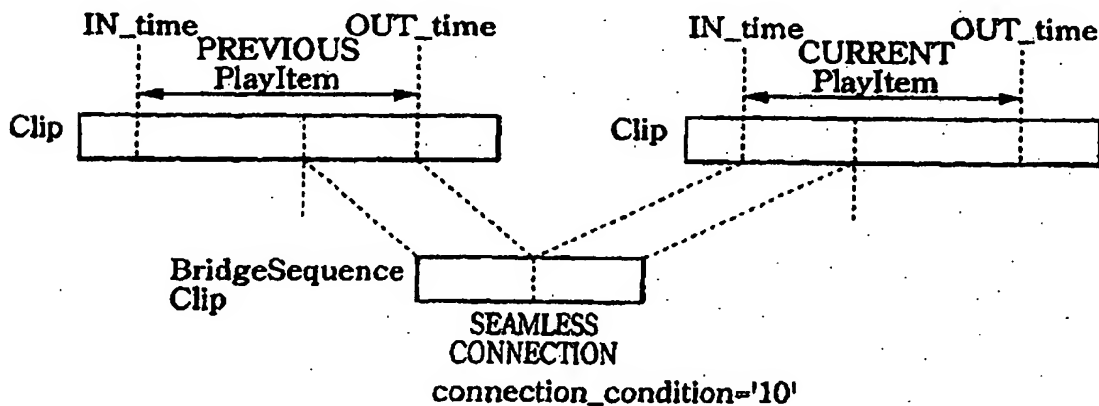 IN_time OUT_time IN_time OUT_time
PREVIOUS CURRENT
PlayItem PlayItem
Clip Clip
BridgeSequence
Clip
SEAMLESS
CONNECTION
connection_condition='10'